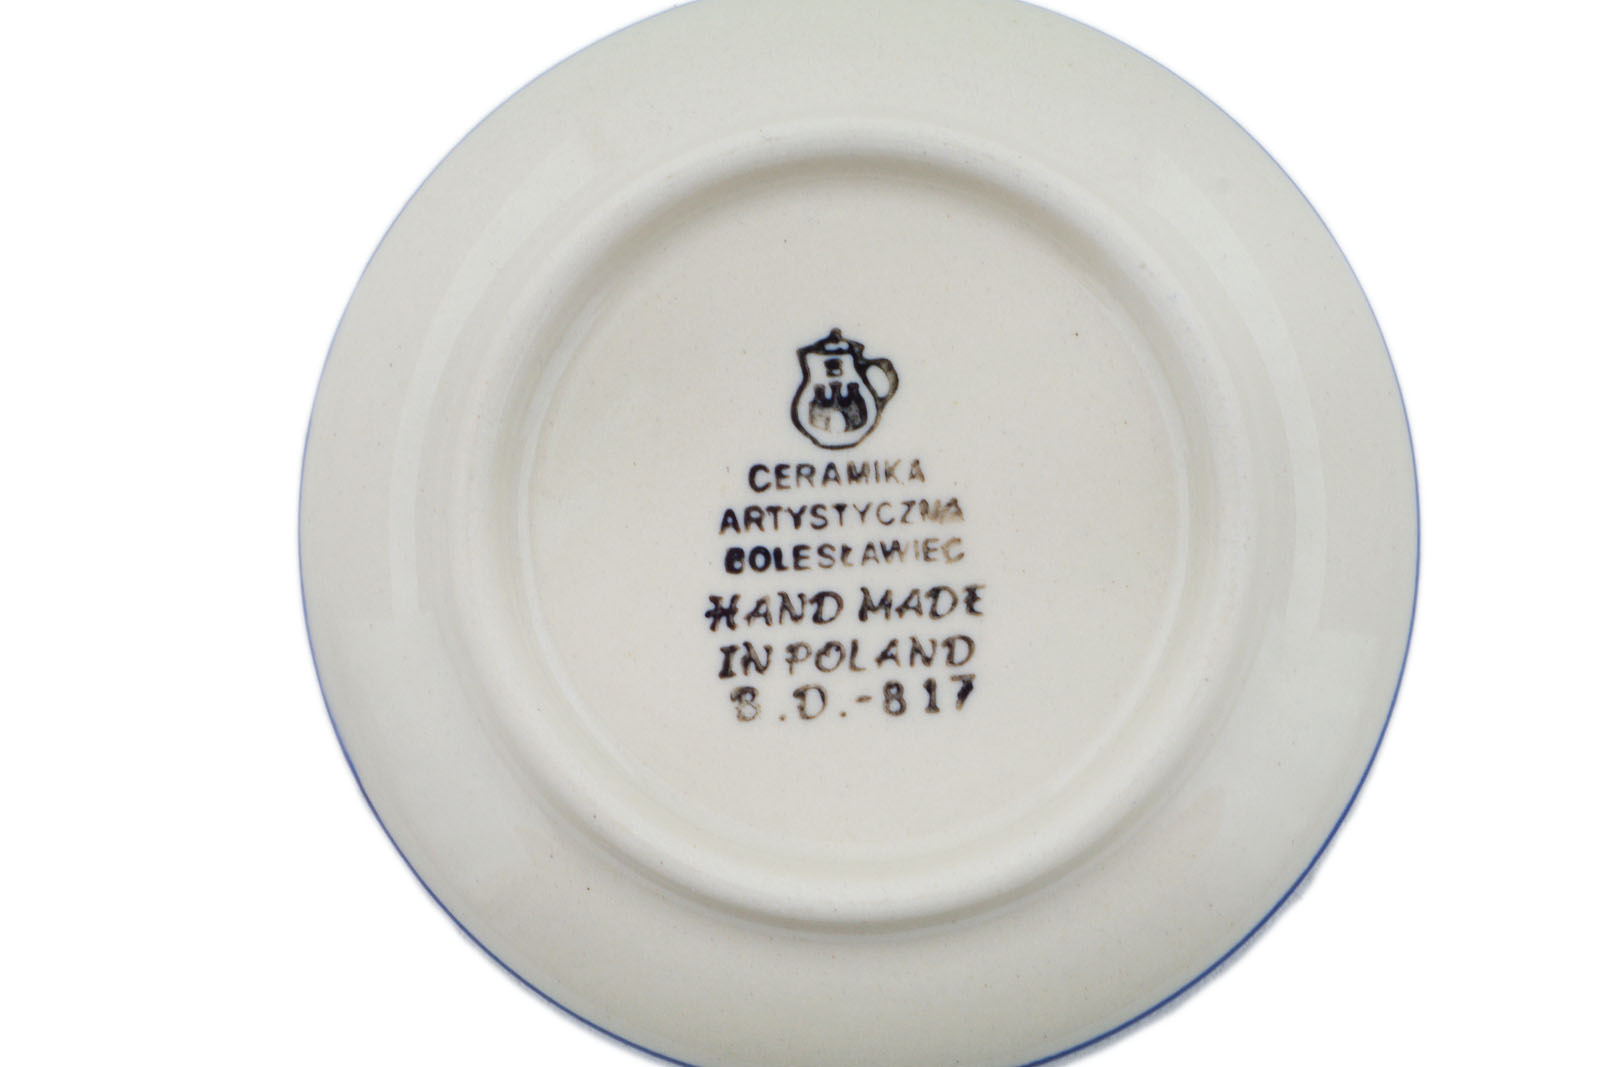 CERAMIKA
ARTYSTYCZNA
BOLESŁAWIEC
HAND MADE
IN POLAND
B.D.-817